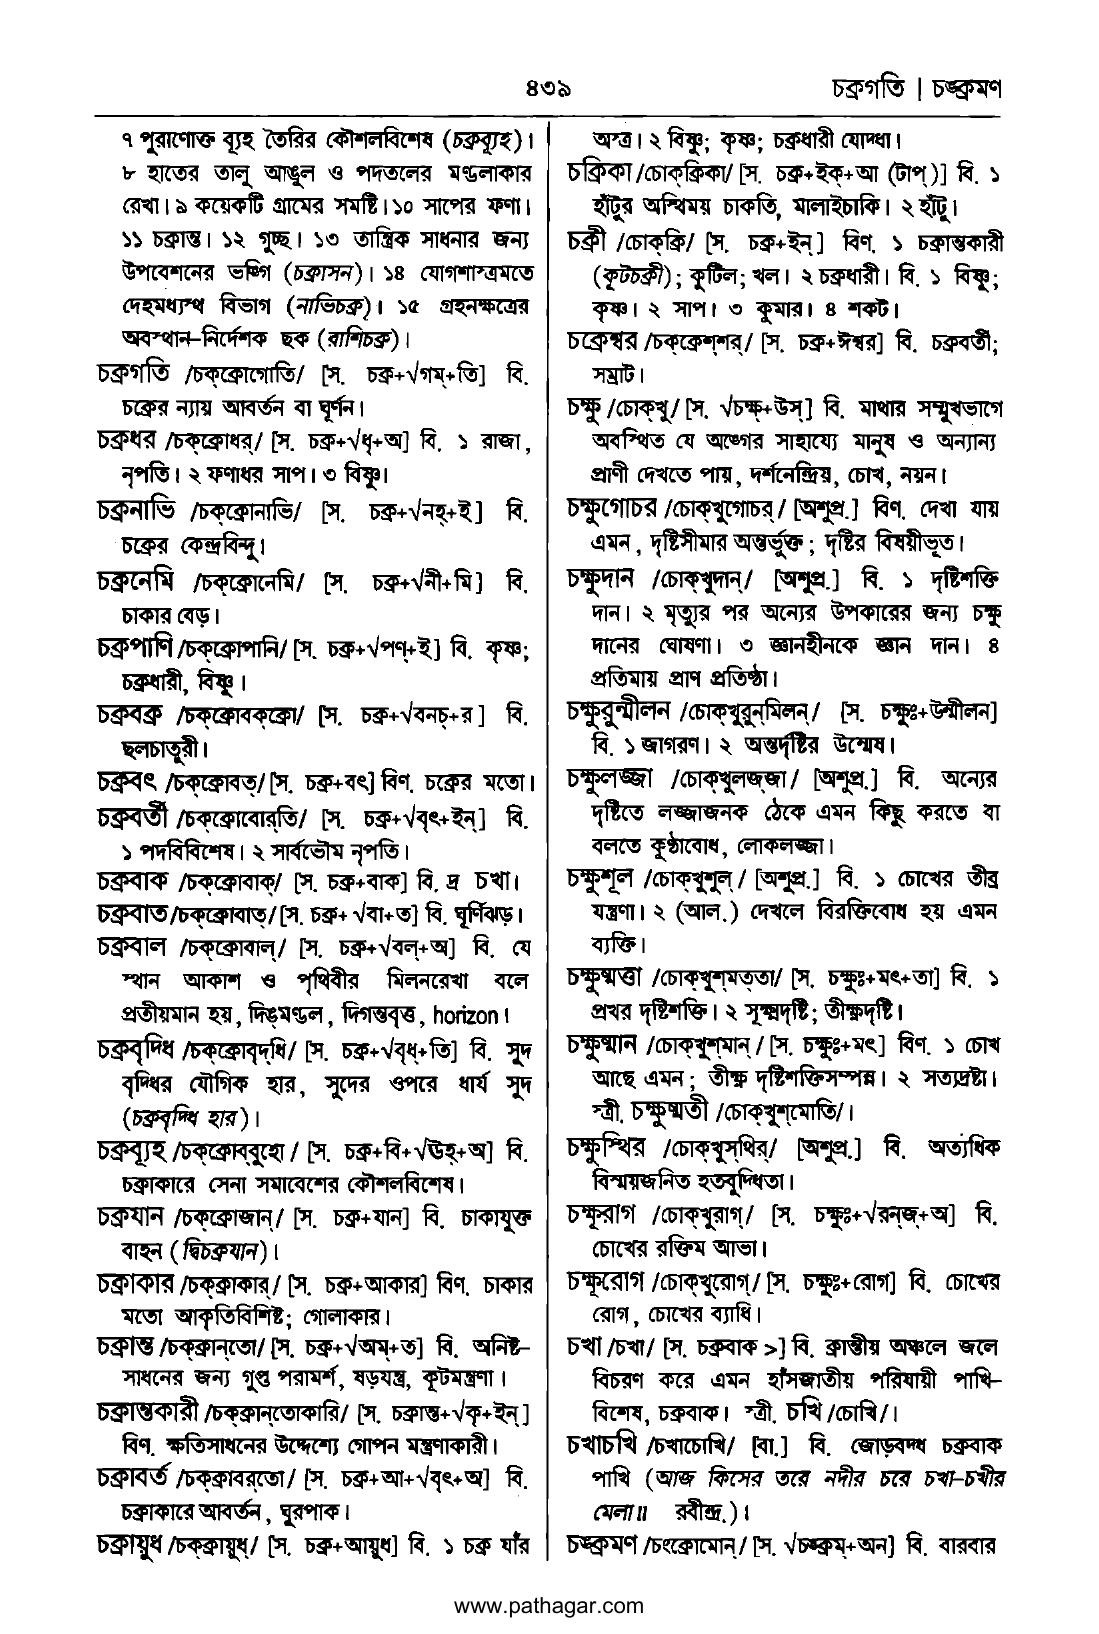 ৪৩৯
চক্রগতি | চঙ্ক্রমণ
৭ পুরাণোক্ত ব্যূহ তৈরির কৌশলবিশেষ (চক্রব্যূহ)।
৮ হাতের তালু আঙুল ও পদতলের মণ্ডলাকার
রেখা। ৯ কয়েকটি গ্রামের সমষ্টি। ১০ সাপের ফণা।
১১ চক্রান্ত। ১২ গুচ্ছ। ১৩ তান্ত্রিক সাধনার জন্য
উপবেশনের ভঙ্গি (চক্রাসন)। ১৪ যোগশাস্ত্রমতে
দেহমধ্যস্থ বিভাগ (নাভিচক্র)। ১৫ গ্রহনক্ষত্রের
অবস্থান-নির্দেশক ছক (রাশিচক্র)।
চক্রগতি /চক্‌ক্রোগোতি/ [স. চক্র+√গম্+তি] বি.
চক্রের ন্যায় আবর্তন বা ঘূর্ণন।
চক্রধর /চক্‌ক্রোধর্/ [স. চক্র+√ধৃ+অ] বি. ১ রাজা,
নৃপতি। ২ ফণাধর সাপ। ৩ বিষ্ণু।
চক্রনাভি /চক্‌ক্রোনাভি/ [স. চক্র+√নহ্+ই] বি.
চক্রের কেন্দ্রবিন্দু।
চক্রনেমি /চক্‌ক্রোনেমি/ [স. চক্র+√নী+মি] বি.
চাকার বেড়।
চক্রপাণি /চক্‌ক্রোপানি/ [স. চক্র+√পণ্+ই] বি. কৃষ্ণ;
চক্রধারী, বিষ্ণু।
চক্রবক্র /চক্‌ক্রোবক্‌ক্রো/ [স. চক্র+√বনচ্+র] বি.
ছলচাতুরী।
চক্রবৎ /চক্‌ক্রোবত্/ [স. চক্র+বৎ] বিণ. চক্রের মতো।
চক্রবর্তী /চক্‌ক্রোবোর্‌তি/ [স. চক্র+√বৃৎ+ইন্] বি.
১ পদবিবিশেষ। ২ সার্বভৌম নৃপতি।
চক্রবাক /চক্‌ক্রোবাক্/ [স. চক্র+বাক] বি. দ্র চখা।
চক্রবাত /চক্‌ক্রোবাত্/ [স. চক্র+ √বা+ত] বি. ঘূর্ণিঝড়।
চক্রবাল /চক্‌ক্রোবাল্/ [স. চক্র+√বল্+অ] বি. যে
স্থান আকাশ ও পৃথিবীর মিলনরেখা বলে
প্রতীয়মান হয়, দিঙ্মণ্ডল, দিগন্তবৃত্ত, horizon।
চক্রবৃদ্ধি /চক্‌ক্রোবৃদ্‌ধি/ [স. চক্র+√বৃধ্+তি] বি. সুদ
বৃদ্ধির যৌগিক হার, সুদের ওপরে ধার্য সুদ
(চক্রবৃদ্ধি হার)।
চক্রব্যূহ /চক্‌ক্রোব্‌বুহো/ [স. চক্র+বি+√ঊহ্+অ] বি.
চক্রাকারে সেনা সমাবেশের কৌশলবিশেষ।
চক্রযান /চক্‌ক্রোজান্/ [স. চক্র+যান] বি. চাকাযুক্ত
বাহন (দ্বিচক্রযান)।
চক্রাকার /চক্‌ক্রাকার্/ [স. চক্র+আকার] বিণ. চাকার
মতো আকৃতিবিশিষ্ট; গোলাকার।
চক্রান্ত /চক্‌ক্রান্‌তো/ [স. চক্র+√অম্+ত] বি. অনিষ্ট-
সাধনের জন্য গুপ্ত পরামর্শ, ষড়যন্ত্র, কূটমন্ত্রণা।
চক্রান্তকারী /চক্‌ক্রান্‌তোকারি/ [স. চক্রান্ত+√কৃ+ইন্]
বিণ. ক্ষতিসাধনের উদ্দেশ্যে গোপন মন্ত্রণাকারী।
চক্রাবর্ত /চক্‌ক্রাবর্‌তো/ [স. চক্র+আ+√বৃৎ+অ] বি.
চক্রাকারে আবর্তন, ঘুরপাক।
চক্রায়ুধ /চক্‌ক্রায়ুধ্/ [স. চক্র+আয়ুধ] বি. ১ চক্র যাঁর
অস্ত্র। ২ বিষ্ণু; কৃষ্ণ; চক্রধারী যোদ্ধা।
চক্রিকা /চোক্‌ক্রিকা/ [স. চক্র+ইক্+আ (টাপ্)] বি. ১
হাঁটুর অস্থিময় চাকতি, মালাইচাকি। ২ হাঁটু।
চক্রী /চোক্‌ক্রি/ [স. চক্র+ইন্] বিণ. ১ চক্রান্তকারী
(কূটচক্রী); কুটিল; খল। ২ চক্রধারী। বি. ১ বিষ্ণু;
কৃষ্ণ। ২ সাপ। ৩ কুমার। ৪ শকট।
চক্রেশ্বর /চক্‌ক্রেশ্‌শর্/ [স. চক্র+ঈশ্বর] বি. চক্রবর্তী;
সম্রাট।
চক্ষু /চোক্‌খু/ [স. √চক্ষ্+উস্] বি. মাথার সম্মুখভাগে
অবস্থিত যে অঙ্গের সাহায্যে মানুষ ও অন্যান্য
প্রাণী দেখতে পায়, দর্শনেন্দ্রিয়, চোখ, নয়ন।
চক্ষুগোচর /চোক্‌খুগোচর্/ [অশুপ্র.] বিণ. দেখা যায়
এমন, দৃষ্টিসীমার অন্তর্ভুক্ত; দৃষ্টির বিষয়ীভূত।
চক্ষুদান /চোক্‌খুদান্/ [অশুপ্র.] বি. ১ দৃষ্টিশক্তি
দান। ২ মৃত্যুর পর অন্যের উপকারের জন্য চক্ষু
দানের ঘোষণা। ৩ জ্ঞানহীনকে জ্ঞান দান। ৪
প্রতিমায় প্রাণ প্রতিষ্ঠা।
চক্ষুরুন্মীলন /চোক্‌খুরুন্‌মিলন্/ [স. চক্ষুঃ+উন্মীলন]
বি. ১ জাগরণ। ২ অন্তর্দৃষ্টির উন্মেষ।
চক্ষুলজ্জা /চোক্‌খুলজ্‌জা/ [অশুপ্র.] বি. অন্যের
দৃষ্টিতে লজ্জাজনক ঠেকে এমন কিছু করতে বা
বলতে কুণ্ঠাবোধ, লোকলজ্জা।
চক্ষুশূল /চোক্‌খুশুল্/ [অশুপ্র.] বি. ১ চোখের তীব্র
যন্ত্রণা। ২ (আল.) দেখলে বিরক্তিবোধ হয় এমন
ব্যক্তি।
চক্ষুষ্মত্তা /চোক্‌খুশ্‌মত্‌তা/ [স. চক্ষুঃ+মৎ+তা] বি. ১
প্রখর দৃষ্টিশক্তি। ২ সূক্ষ্মদৃষ্টি; তীক্ষ্ণদৃষ্টি।
চক্ষুষ্মান /চোক্‌খুশ্‌মান্/ [স. চক্ষুঃ+মৎ] বিণ. ১ চোখ
আছে এমন; তীক্ষ্ণ দৃষ্টিশক্তিসম্পন্ন। ২ সত্যদ্রষ্টা।
স্ত্রী. চক্ষুষ্মতী /চোক্‌খুশ্‌মোতি/।
চক্ষুস্থির /চোক্‌খুস্‌থির্/ [অশুপ্র.] বি. অত্যধিক
বিস্ময়জনিত হতবুদ্ধিতা।
চক্ষূরাগ /চোক্‌খুরাগ্/ [স. চক্ষুঃ+√রন্‌জ্+অ] বি.
চোখের রক্তিম আভা।
চক্ষূরোগ /চোক্‌খুরোগ্/ [স. চক্ষুঃ+রোগ] বি. চোখের
রোগ, চোখের ব্যাধি।
চখা /চখা/ [স. চক্রবাক >] বি. ক্রান্তীয় অঞ্চলে জলে
বিচরণ করে এমন হাঁসজাতীয় পরিযায়ী পাখি-
বিশেষ, চক্রবাক। স্ত্রী. চখি /চোখি/।
চখাচখি /চখাচোখি/ [বা.] বি. জোড়বদ্ধ চক্রবাক
পাখি (আজ কিসের তরে নদীর চরে চখা-চখীর
মেলা॥ রবীন্দ্র.)।
চঙ্ক্রমণ /চংক্রোমোন্/ [স. √চঙ্ক্রম্+অন] বি. বারবার
www.pathagar.com